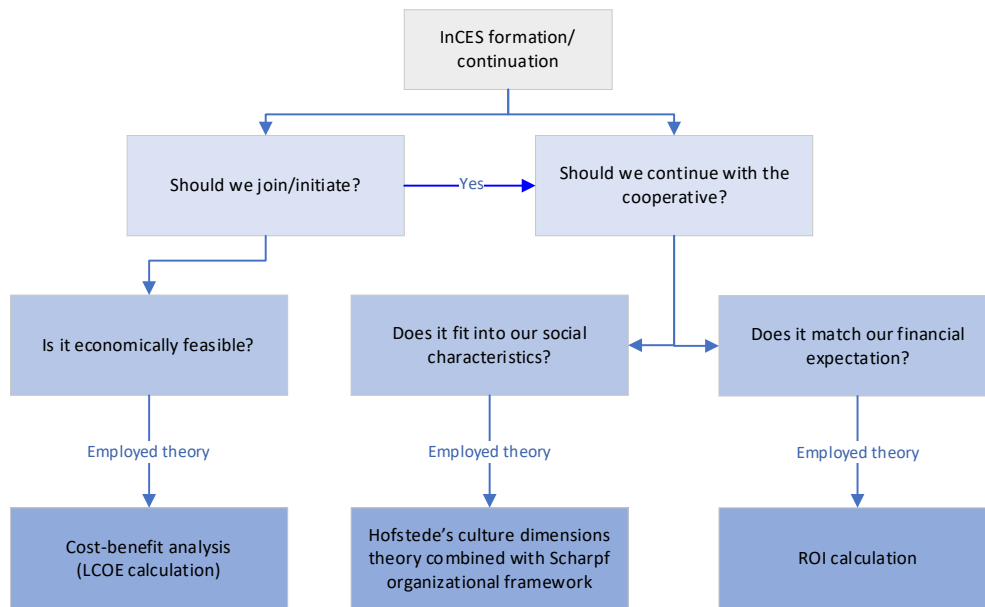 InCES formation/
continuation
Should we join/initiate?
Yes
Should we continue with the
cooperative?
Is it economically feasible?
Does it fit into our social
characteristics?
Does it match our financial
expectation?
Employed theory
Employed theory
Employed theory
Cost-benefit analysis
(LCOE calculation)
Hofstede’s culture dimensions
theory combined with Scharpf
organizational framework
ROI calculation